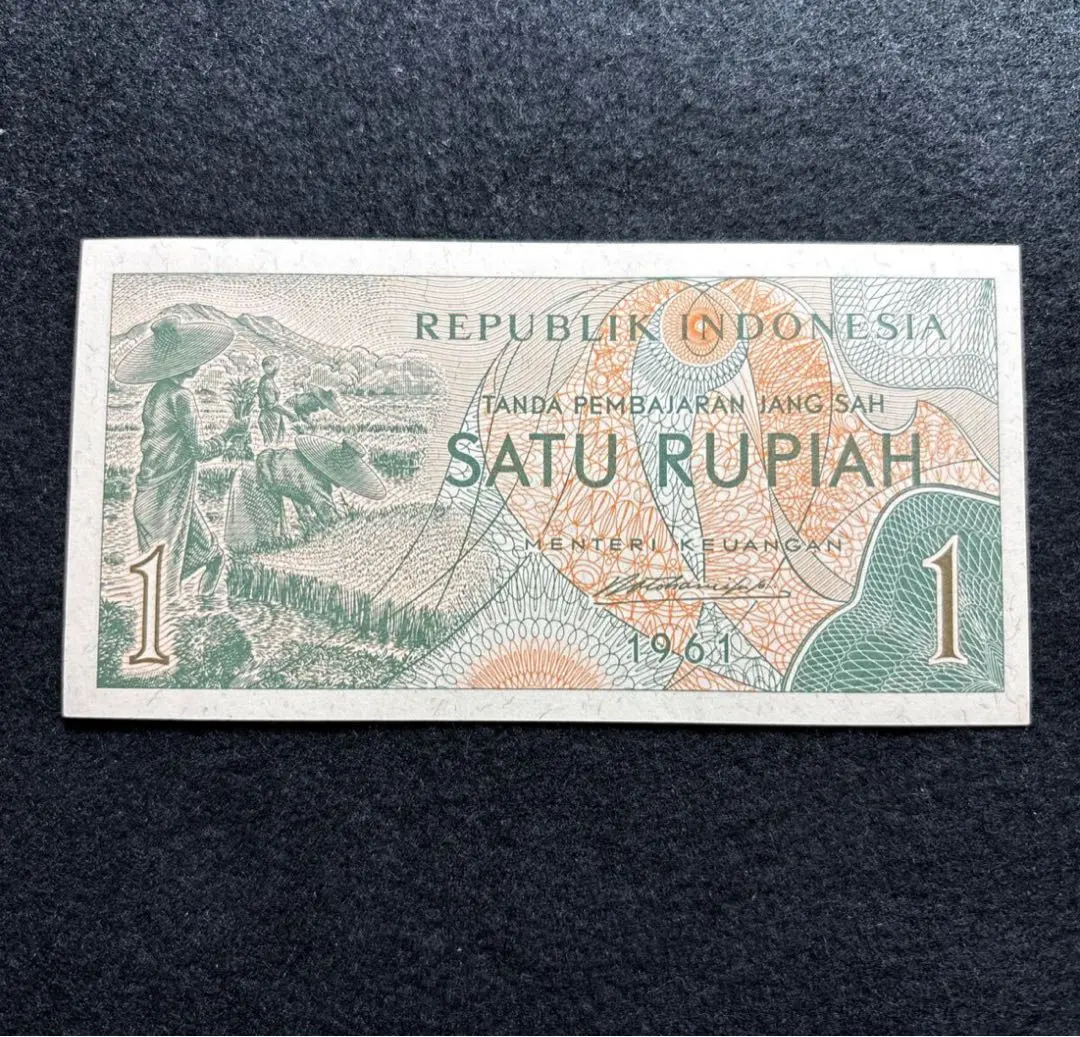 REPUBLIK INDONESIA
TANDA PEMBAJARAN JANG SAH
SATU RUPIAH
MENTERI KEUANGAN
1961
1
1